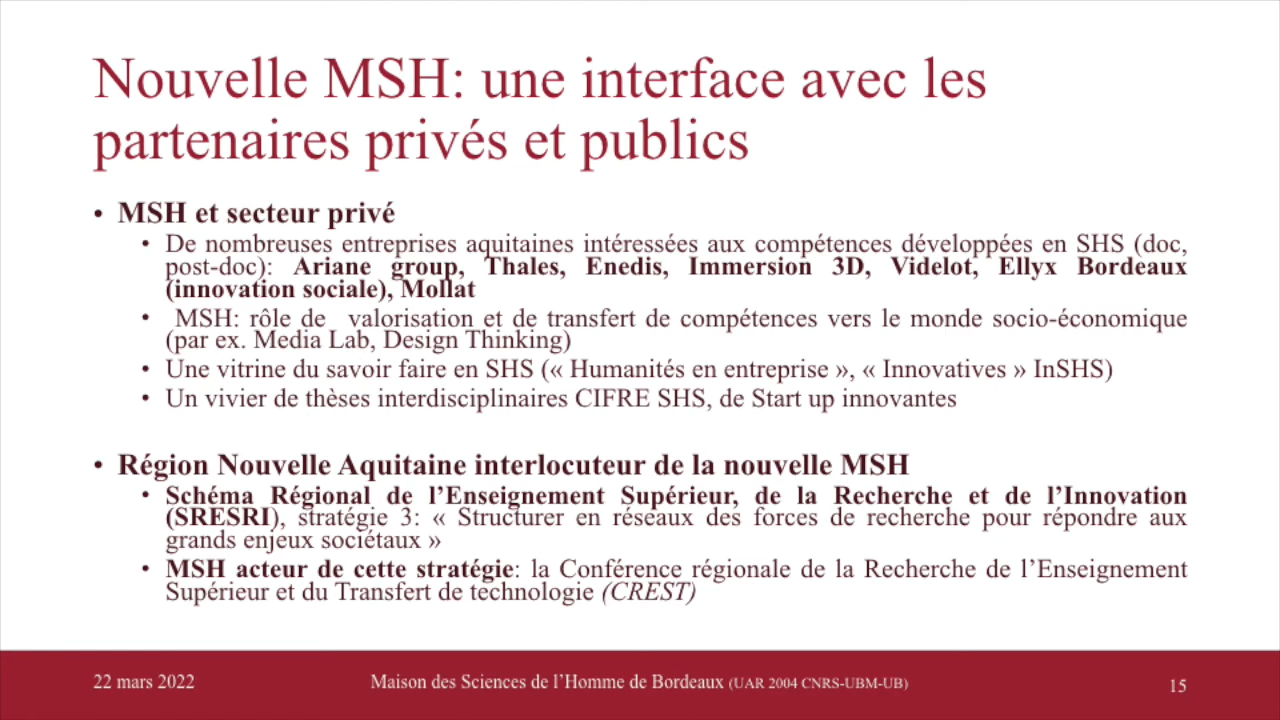 Nouvelle MSH: une interface avec les
partenaires privés et publics
• MSH et secteur privé
• De nombreuses entreprises aquitaines intéressées aux compétences développées en SHS (doc,
post-doc): Ariane group, Thales, Enedis, Immersion 3D, Videlot, Ellyx Bordeaux
(innovation sociale), Mollat
• MSH: rôle de valorisation et de transfert de compétences vers le monde socio-économique
(par ex. Media Lab, Design Thinking)
• Une vitrine du savoir faire en SHS (« Humanités en entreprise », « Innovatives » InSHS)
• Un vivier de thèses interdisciplinaires CIFRE SHS, de Start up innovantes
• Région Nouvelle Aquitaine interlocuteur de la nouvelle MSH
• Schéma Régional de l’Enseignement Supérieur, de la Recherche et de l’Innovation
(SRESRI), stratégie 3: « Structurer en réseaux des forces de recherche pour répondre aux
grands enjeux sociétaux »
• MSH acteur de cette stratégie: la Conférence régionale de la Recherche de l’Enseignement
Supérieur et du Transfert de technologie (CREST)
22 mars 2022
Maison des Sciences de l’Homme de Bordeaux (UAR 2004 CNRS-UBM-UB)
15